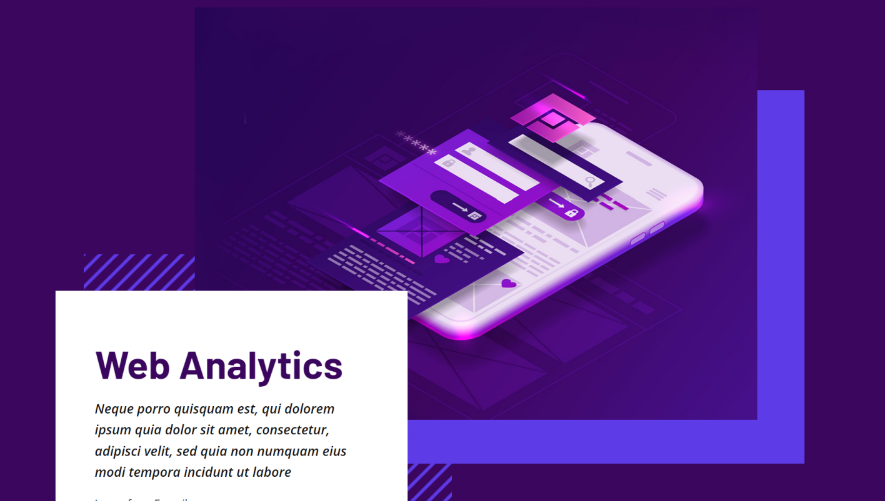 *****
Web Analytics
Neque porro quisquam est, qui dolorem
ipsum quia dolor sit amet, consectetur,
adipisci velit, sed quia non numquam eius
modi tempora incidunt ut labore